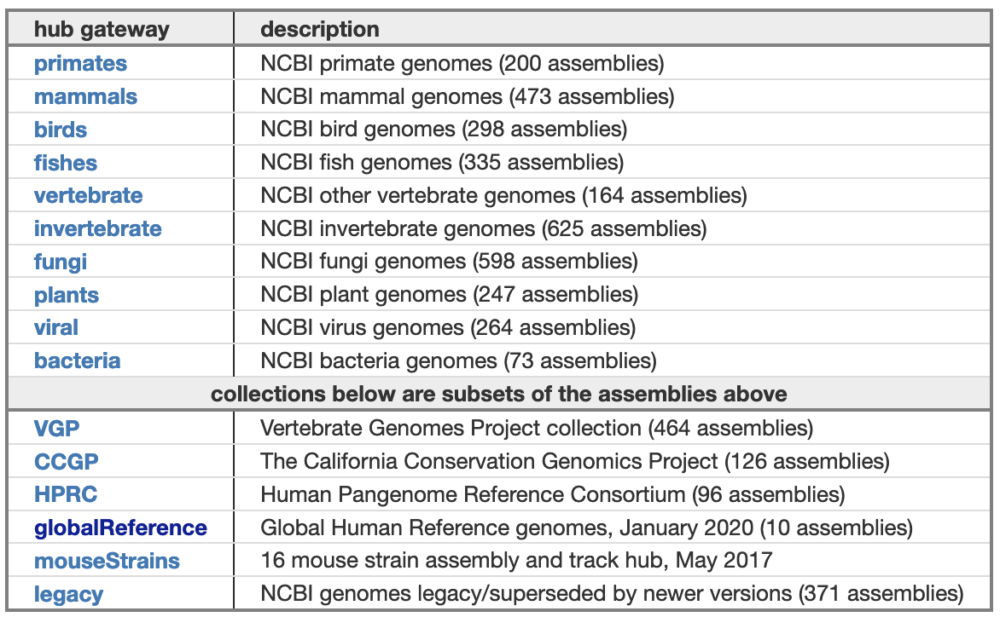 hub gateway description
primates NCBI primate genomes (200 assemblies)
mammals NCBI mammal genomes (473 assemblies)
birds NCBI bird genomes (298 assemblies)
fishes NCBI fish genomes (335 assemblies)
vertebrate NCBI other vertebrate genomes (164 assemblies)
invertebrate NCBI invertebrate genomes (625 assemblies)
fungi NCBI fungi genomes (598 assemblies)
plants NCBI plant genomes (247 assemblies)
viral NCBI virus genomes (264 assemblies)
bacteria NCBI bacteria genomes (73 assemblies)
collections below are subsets of the assemblies above
VGP Vertebrate Genomes Project collection (464 assemblies)
CCGP The California Conservation Genomics Project (126 assemblies)
HPRC Human Pangenome Reference Consortium (96 assemblies)
globalReference Global Human Reference genomes, January 2020 (10 assemblies)
mouseStrains 16 mouse strain assembly and track hub, May 2017
legacy NCBI genomes legacy/superseded by newer versions (371 assemblies)